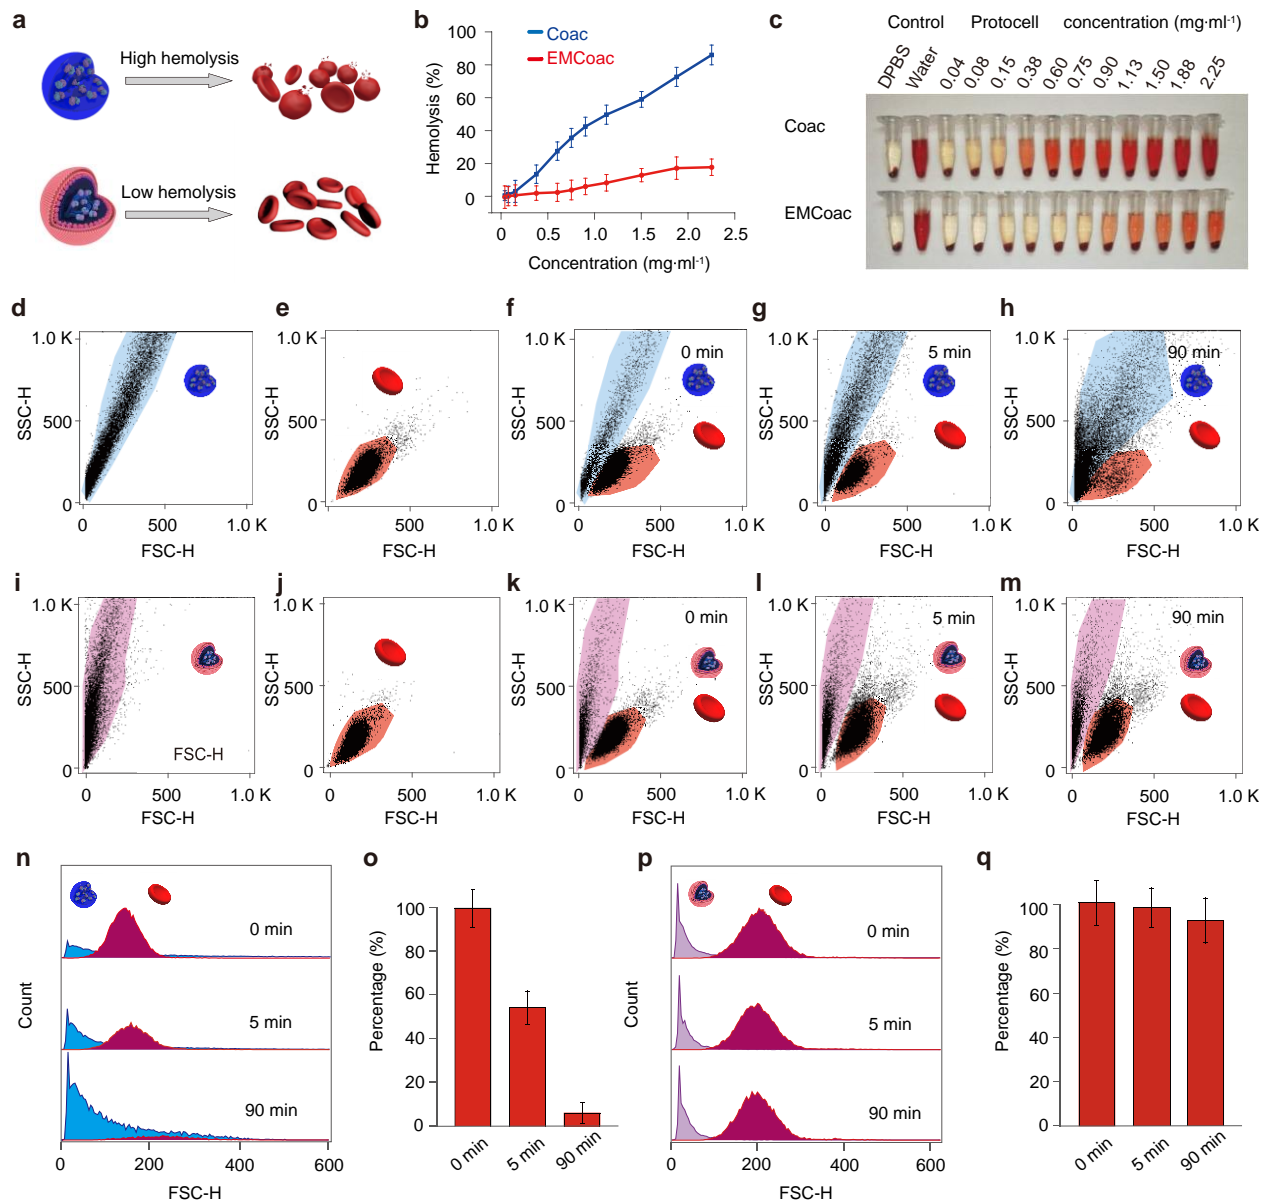 a
High hemolysis
Low hemolysis
b
Coac
EMCoac
Hemolysis (%)
100
80
60
40
20
0
0
0.5
1.0
1.5
2.0
2.5
Concentration (mg·ml-1)
c
Control
Protocell
concentration (mg·ml-1)
DPBS
Water
0.04
0.08
0.15
0.38
0.60
0.75
0.90
1.13
1.50
1.88
2.25
Coac
EMCoac
d
1.0 K
500
0
SSC-H
0
500
1.0 K
FSC-H
e
1.0 K
500
0
SSC-H
500
1.0 K
FSC-H
f
0 min
1.0 K
500
0
SSC-H
0
500
1.0 K
FSC-H
g
5 min
1.0 K
500
0
SSC-H
0
500
1.0 K
FSC-H
h
90 min
1.0 K
500
0
SSC-H
0
500
1.0 K
FSC-H
i
1.0 K
500
0
SSC-H
FSC-H
0
500
1.0 K
j
1.0 K
500
0
SSC-H
0
500
1.0 K
FSC-H
k
0 min
1.0 K
500
0
SSC-H
0
500
1.0 K
FSC-H
l
5 min
1.0 K
500
0
SSC-H
0
500
1.0 K
FSC-H
m
90 min
1.0 K
500
0
SSC-H
0
500
1.0 K
FSC-H
n
0 min
5 min
90 min
Count
0
200
400
600
FSC-H
o
Percentage (%)
100
80
60
40
20
0
0 min
5 min
90 min
p
0 min
5 min
90 min
Count
0
200
400
600
FSC-H
q
Percentage (%)
100
80
60
40
20
0
0 min
5 min
90 min